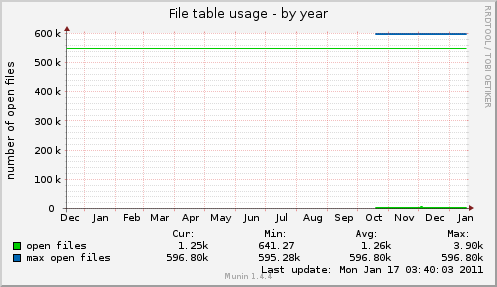 File table usage - by year
RRDTOOL / TOBI OETIKER
number of open files
600 k
500 k
400 k
300 k
200 k
100 k
0
Dec Jan Feb Mar Apr May Jun Jul Aug Sep Oct Nov Dec Jan
Cur: Min: Avg: Max:
open files 1.25k 641.27 1.26k 3.90k
max open files 596.80k 595.28k 596.80k 596.80k
Last update: Mon Jan 17 03:40:03 2011
Munin 1.4.4